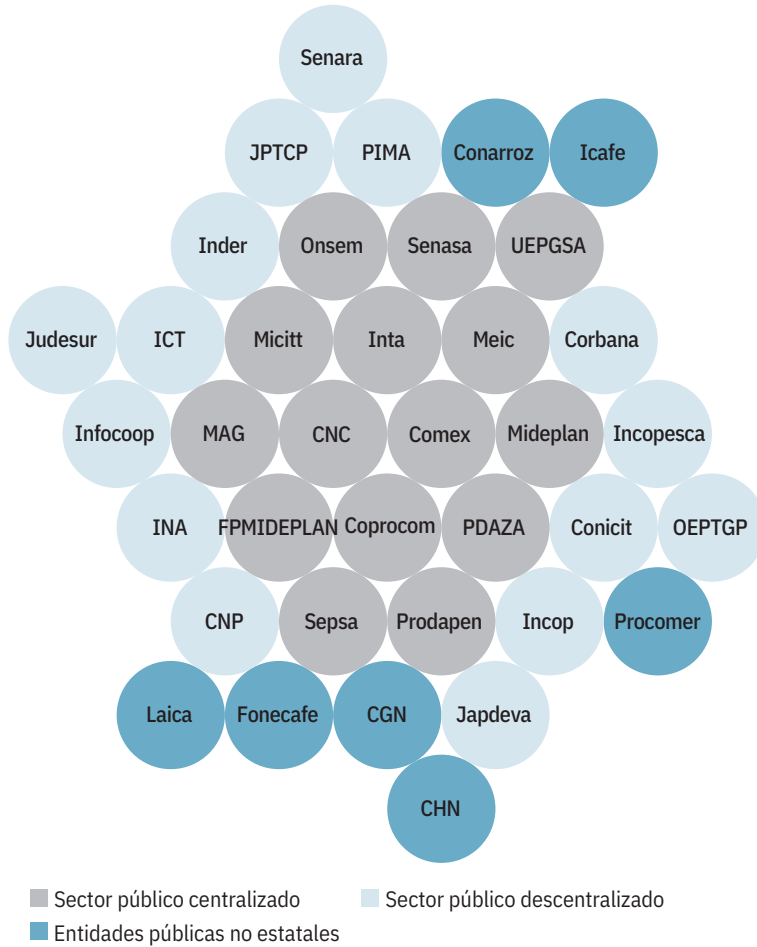 Senara
JPTCP PIMA Conarroz Icafe
Inder Onsem Senasa UEPGSA
Judesur ICT Micitt Inta Meic Corbana
Infocoop MAG CNC Comex Mideplan Incopesca
INA FPMIDEPLAN Coprocom PDAZA Conicit OEPTGP
CNP Sepsa Prodapen Incop Procomer
Laica Fonecafe CGN Japdeva
CHN
Sector público centralizado Sector público descentralizado
Entidades públicas no estatales